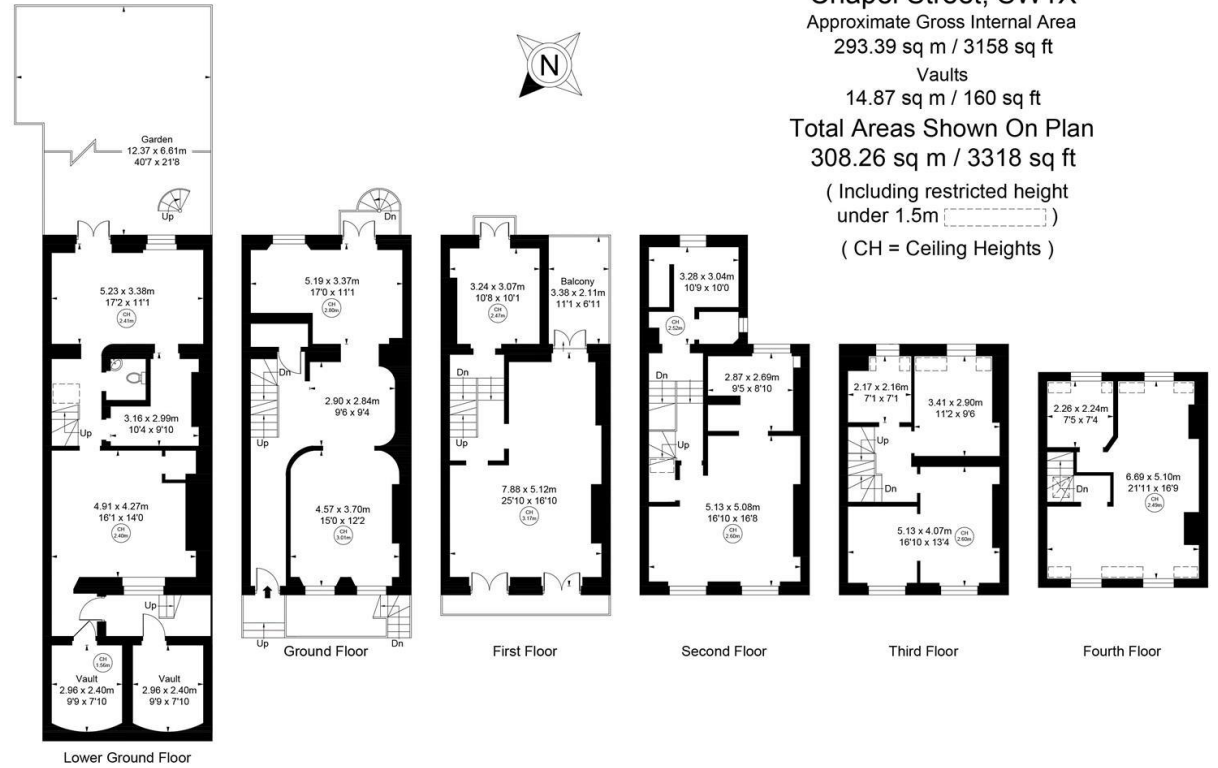 Chapel Street, SW1X
Approximate Gross Internal Area
293.39 sq m / 3158 sq ft
Vaults
14.87 sq m / 160 sq ft
Total Areas Shown On Plan
308.26 sq m / 3318 sq ft
( Including restricted height
under 1.5m )
( CH = Ceiling Heights )
N
Garden
12.37 x 6.61m
40'7 x 21'8
Up
5.23 x 3.38m
17'2 x 11'1
CH
2.41m
3.16 x 2.99m
10'4 x 9'10
Up
4.91 x 4.27m
16'1 x 14'0
CH
2.40m
Up
CH
1.56m
Vault
2.96 x 2.40m
9'9 x 7'10
Vault
2.96 x 2.40m
9'9 x 7'10
Lower Ground Floor
Dn
5.19 x 3.37m
17'0 x 11'1
CH
2.80m
Dn
2.90 x 2.84m
9'6 x 9'4
Up
4.57 x 3.70m
15'0 x 12'2
CH
3.01m
Up
Dn
Ground Floor
3.24 x 3.07m
10'8 x 10'1
CH
2.41m
Balcony
3.38 x 2.11m
11'1 x 6'11
Dn
Up
7.88 x 5.12m
25'10 x 16'10
CH
3.17m
First Floor
3.28 x 3.04m
10'9 x 10'0
CH
2.52m
Dn
2.87 x 2.69m
9'5 x 8'10
Up
5.13 x 5.08m
16'10 x 16'8
CH
2.60m
Second Floor
2.17 x 2.16m
7'1 x 7'1
3.41 x 2.90m
11'2 x 9'6
Up
Dn
5.13 x 4.07m
16'10 x 13'4
CH
2.60m
Third Floor
2.26 x 2.24m
7'5 x 7'4
Dn
6.69 x 5.10m
21'11 x 16'9
CH
2.49m
Fourth Floor